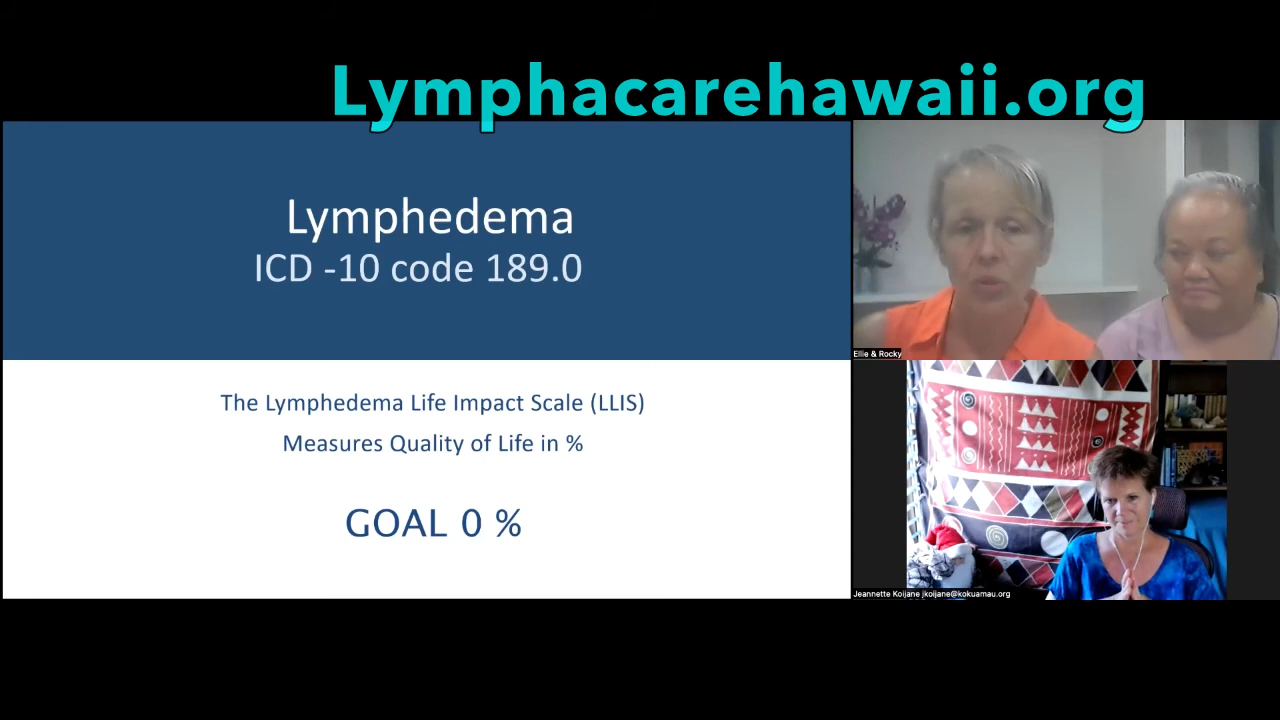 Lymphacarehawaii.org
Lymphedema
ICD -10 code 189.0
The Lymphedema Life Impact Scale (LLIS)
Measures Quality of Life in %
GOAL 0 %
Ellie & Rocky
Jeannette Koijane jkoijane@kokuamau.org